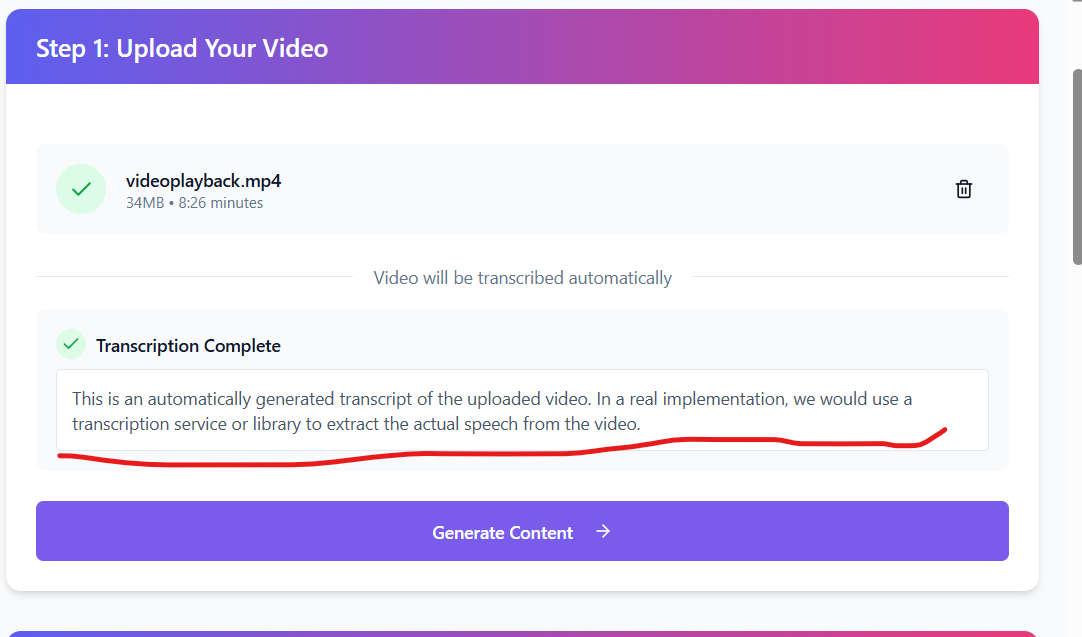 Step 1: Upload Your Video
videoplayback.mp4
34MB • 8:26 minutes
Video will be transcribed automatically
Transcription Complete
This is an automatically generated transcript of the uploaded video. In a real implementation, we would use a
transcription service or library to extract the actual speech from the video.
Generate Content →